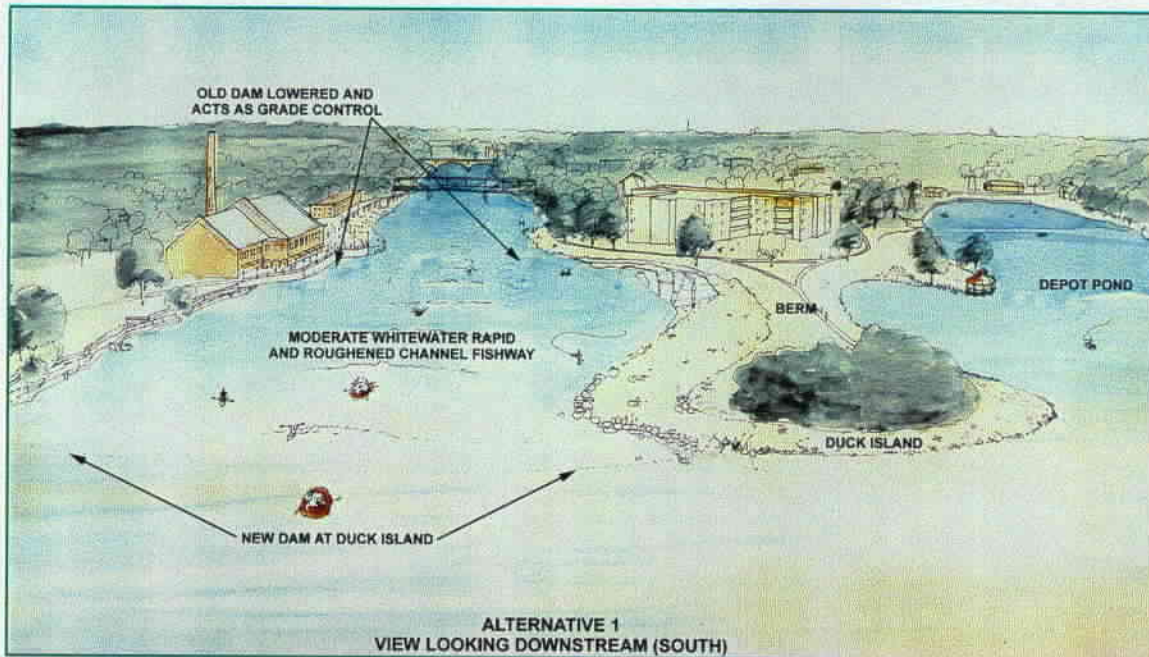 OLD DAM LOWERED AND
ACTS AS GRADE CONTROL
DEPOT POND
BERM
MODERATE WHITEWATER RAPID
AND ROUGHENED CHANNEL FISHWAY
DUCK ISLAND
NEW DAM AT DUCK ISLAND
ALTERNATIVE 1
VIEW LOOKING DOWNSTREAM (SOUTH)